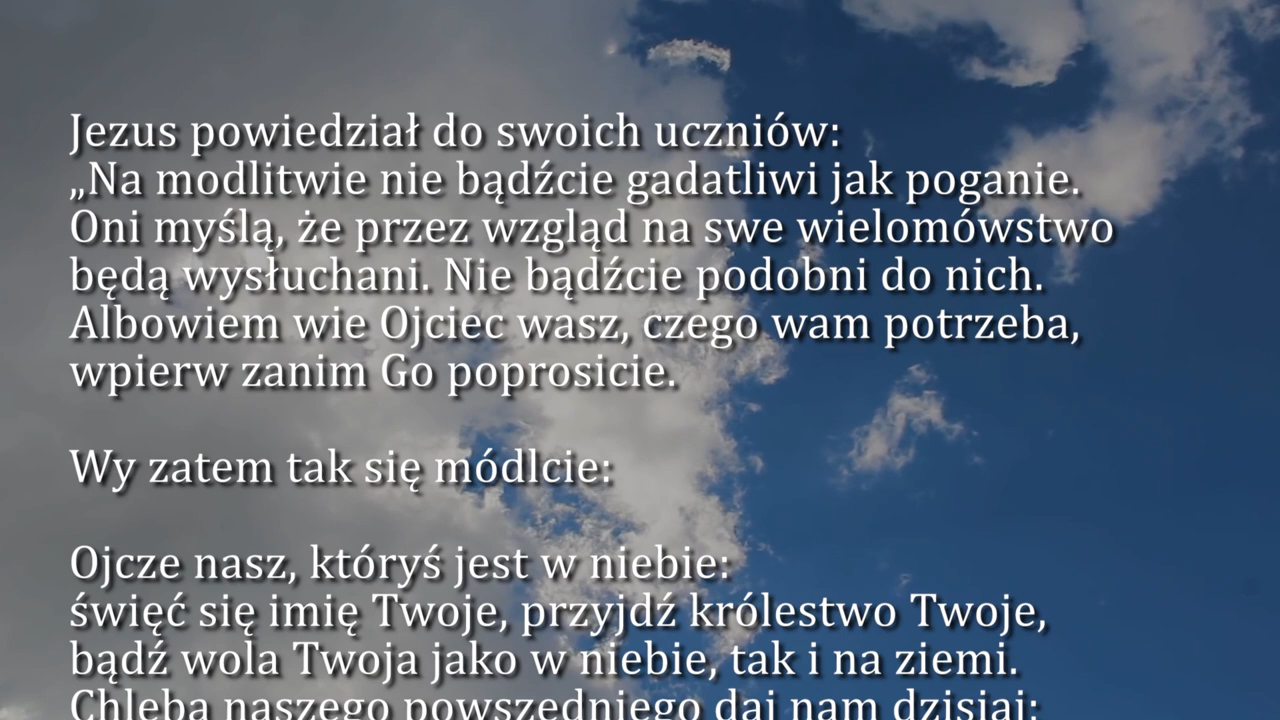 Jezus powiedział do swoich uczniów:
„Na modlitwie nie bądźcie gadatliwi jak poganie.
Oni myślą, że przez wzgląd na swe wielomówstwo
będą wysłuchani. Nie bądźcie podobni do nich.
Albowiem wie Ojciec wasz, czego wam potrzeba,
wpierw zanim Go poprosicie.
Wy zatem tak się módlcie:
Ojcze nasz, któryś jest w niebie:
święć się imię Twoje, przyjdź królestwo Twoje,
bądź wola Twoja jako w niebie, tak i na ziemi.
Chleba naszego powszedniego daj nam dzisiaj;